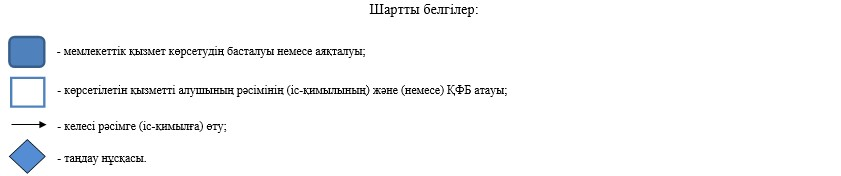 Шартты белгілер:
- мемлекеттік қызмет көрсетудің басталуы немесе аяқталуы;
- көрсетілетін қызметті алушының рәсімінің (іс-қимылының) және (немесе) ҚФБ атауы;
- келесі рәсімге (іс-қимылға) өту;
- таңдау нұсқасы.